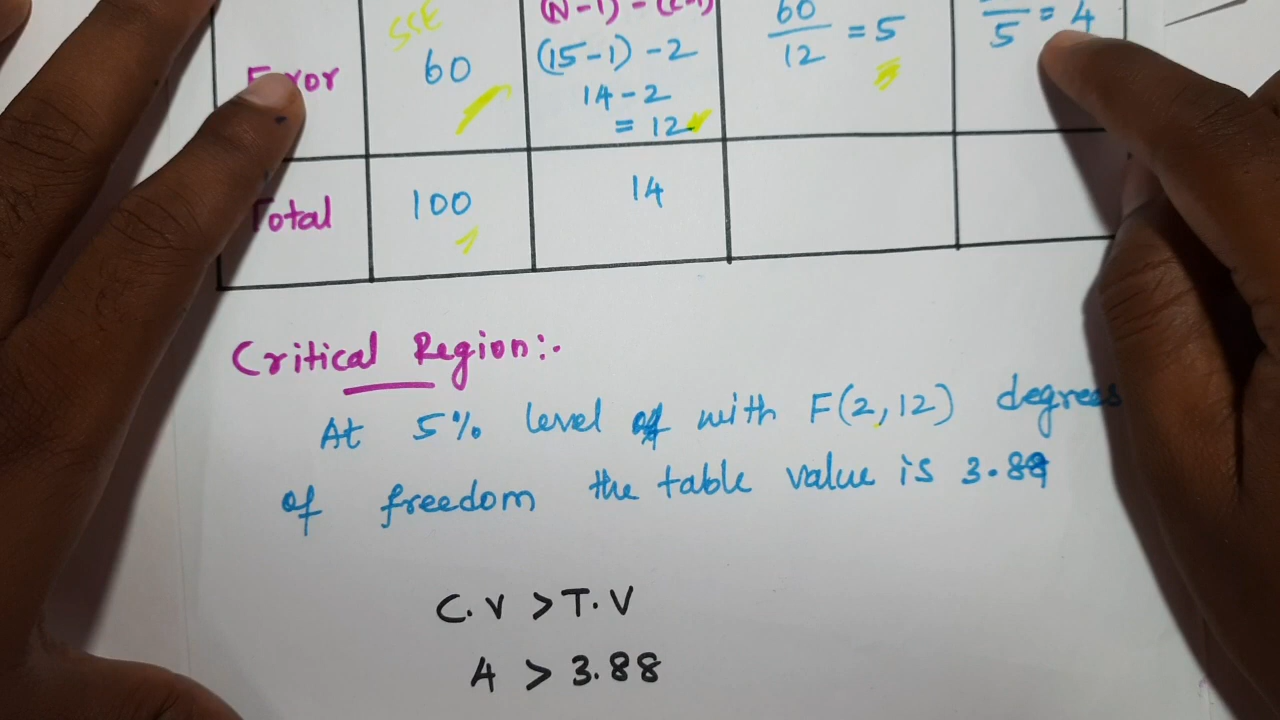 SSE
(N-1) - (C-1)
Error
60
(15-1) - 2
14 - 2
= 12
60/12 = 5
/5 = 4
Total
100
14
Critical Region:-
At 5% level of with F(2,12) degrees
of freedom the table value is 3.88
C.V > T.V
4 > 3.88